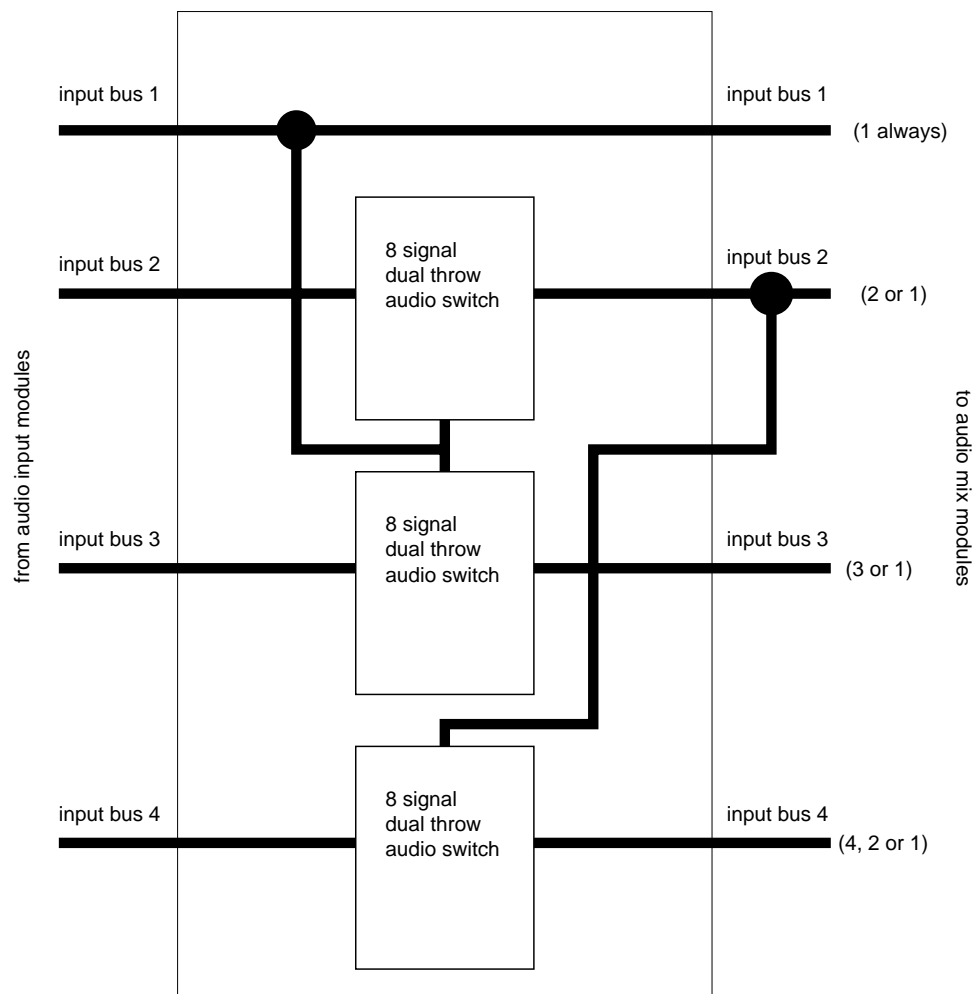 input bus 1
input bus 1
(1 always)
8 signal
dual throw
audio switch
input bus 2
input bus 2
(2 or 1)
from audio input modules
to audio mix modules
8 signal
dual throw
audio switch
input bus 3
input bus 3
(3 or 1)
8 signal
dual throw
audio switch
input bus 4
input bus 4
(4, 2 or 1)